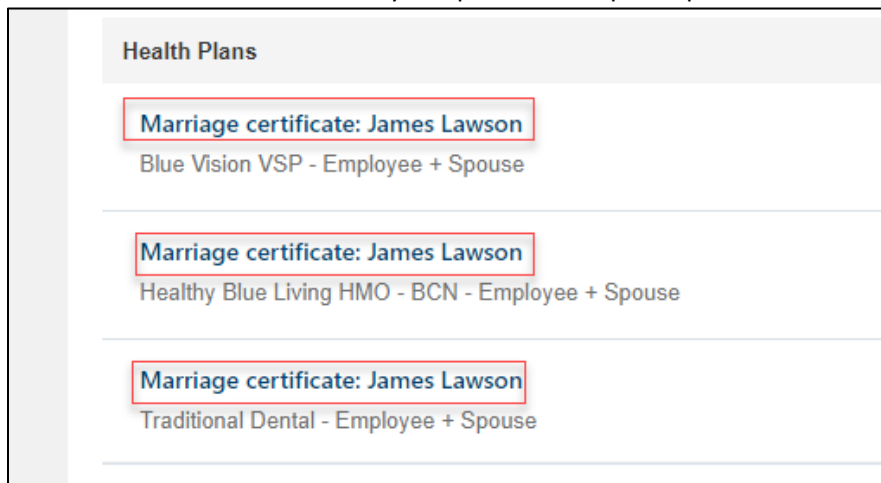 Health Plans
Marriage certificate: James Lawson
Blue Vision VSP - Employee + Spouse
Marriage certificate: James Lawson
Healthy Blue Living HMO - BCN - Employee + Spouse
Marriage certificate: James Lawson
Traditional Dental - Employee + Spouse